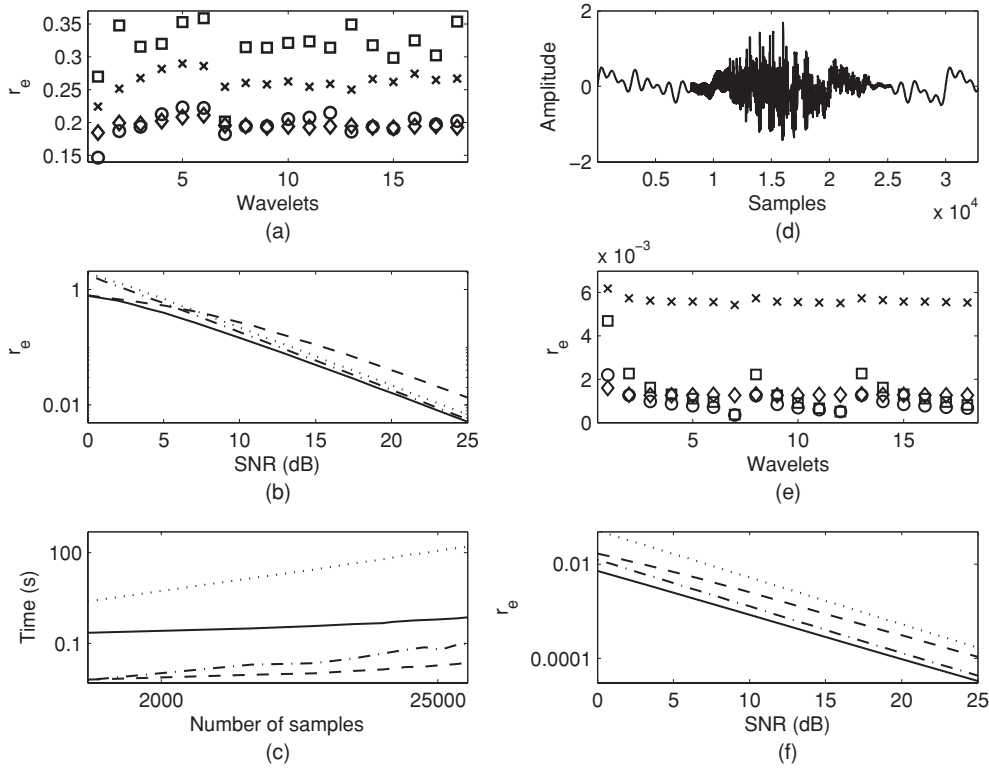 0.35
0.3
0.25
0.2
0.15
r_e
5
10
15
Wavelets
(a)
1
0.01
r_e
0
5
10
15
20
25
SNR (dB)
(b)
100
0.1
Time (s)
2000
25000
Number of samples
(c)
2
0
−2
Amplitude
0.5
1
1.5
2
2.5
3
Samples
x 10^4
(d)
x 10^−3
6
4
2
0
r_e
5
10
15
Wavelets
(e)
0.01
0.0001
r_e
0
5
10
15
20
25
SNR (dB)
(f)